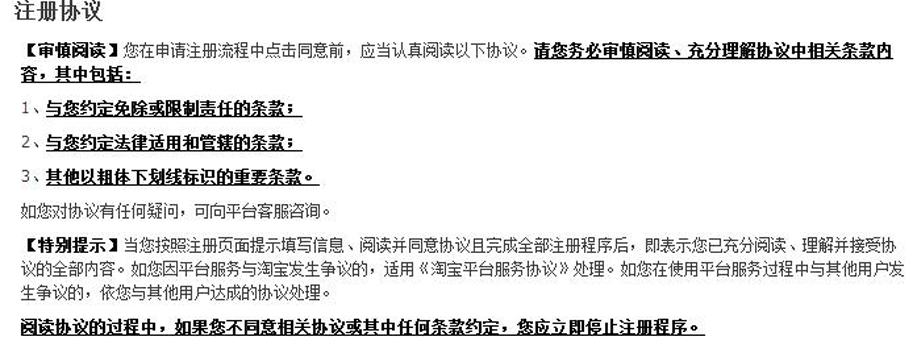 注册协议
【审慎阅读】您在申请注册流程中点击同意前，应当认真阅读以下协议。请您务必审慎阅读、充分理解协议中相关条款内
容，其中包括：
1、与您约定免除或限制责任的条款；
2、与您约定法律适用和管辖的条款；
3、其他以粗体下划线标识的重要条款。
如您对协议有任何疑问，可向平台客服咨询。
【特别提示】当您按照注册页面提示填写信息、阅读并同意协议且完成全部注册程序后，即表示您已充分阅读、理解并接受协
议的全部内容。如您因平台服务与淘宝发生争议的，适用《淘宝平台服务协议》处理。如您在使用平台服务过程中与其他用户发
生争议的，依您与其他用户达成的协议处理。
阅读协议的过程中，如果您不同意相关协议或其中任何条款约定，您应立即停止注册程序。